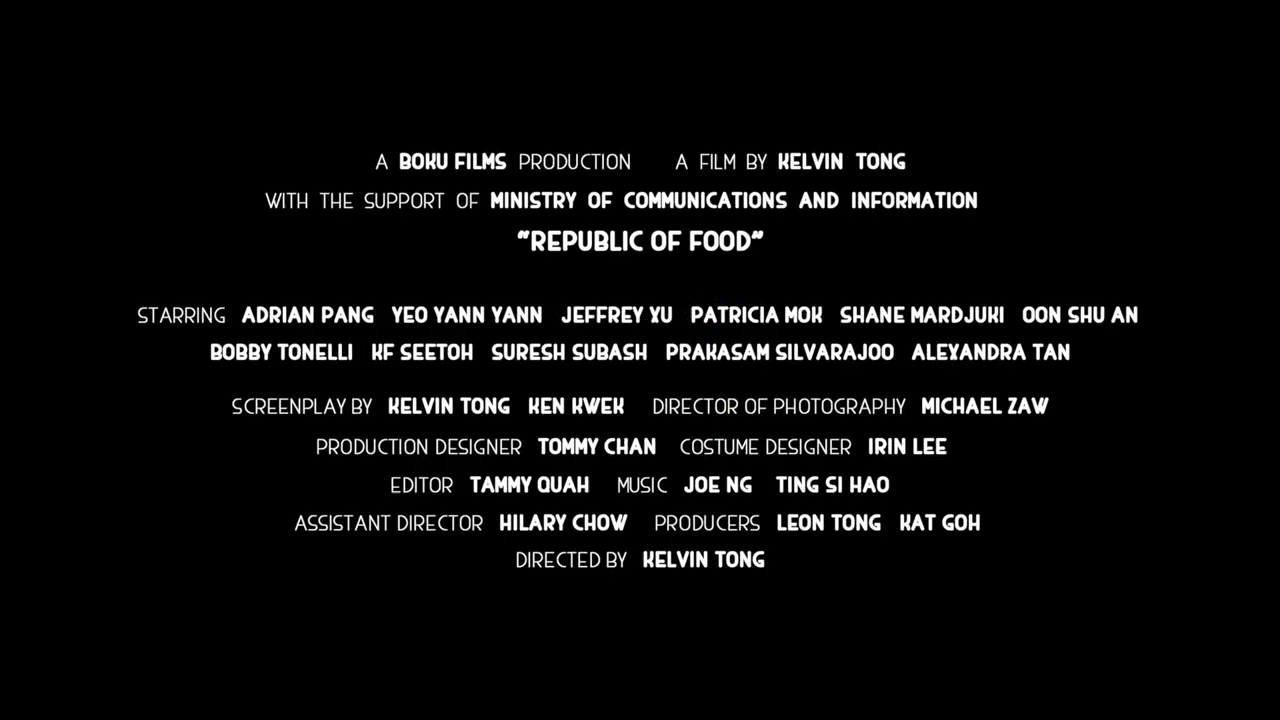 A BOKU FILMS PRODUCTION A FILM BY KELVIN TONG
WITH THE SUPPORT OF MINISTRY OF COMMUNICATIONS AND INFORMATION
"REPUBLIC OF FOOD"
STARRING ADRIAN PANG YEO YANN YANN JEFFREY XU PATRICIA MOK SHANE MARDJUKI OON SHU AN
BOBBY TONELLI KF SEETOH SURESH SUBASH PRAKASAM SILVARAJOO ALEXANDRA TAN
SCREENPLAY BY KELVIN TONG KEN KWEK DIRECTOR OF PHOTOGRAPHY MICHAEL ZAW
PRODUCTION DESIGNER TOMMY CHAN COSTUME DESIGNER IRIN LEE
EDITOR TAMMY QUAH MUSIC JOE NG TING SI HAO
ASSISTANT DIRECTOR HILARY CHOW PRODUCERS LEON TONG KAT GOH
DIRECTED BY KELVIN TONG